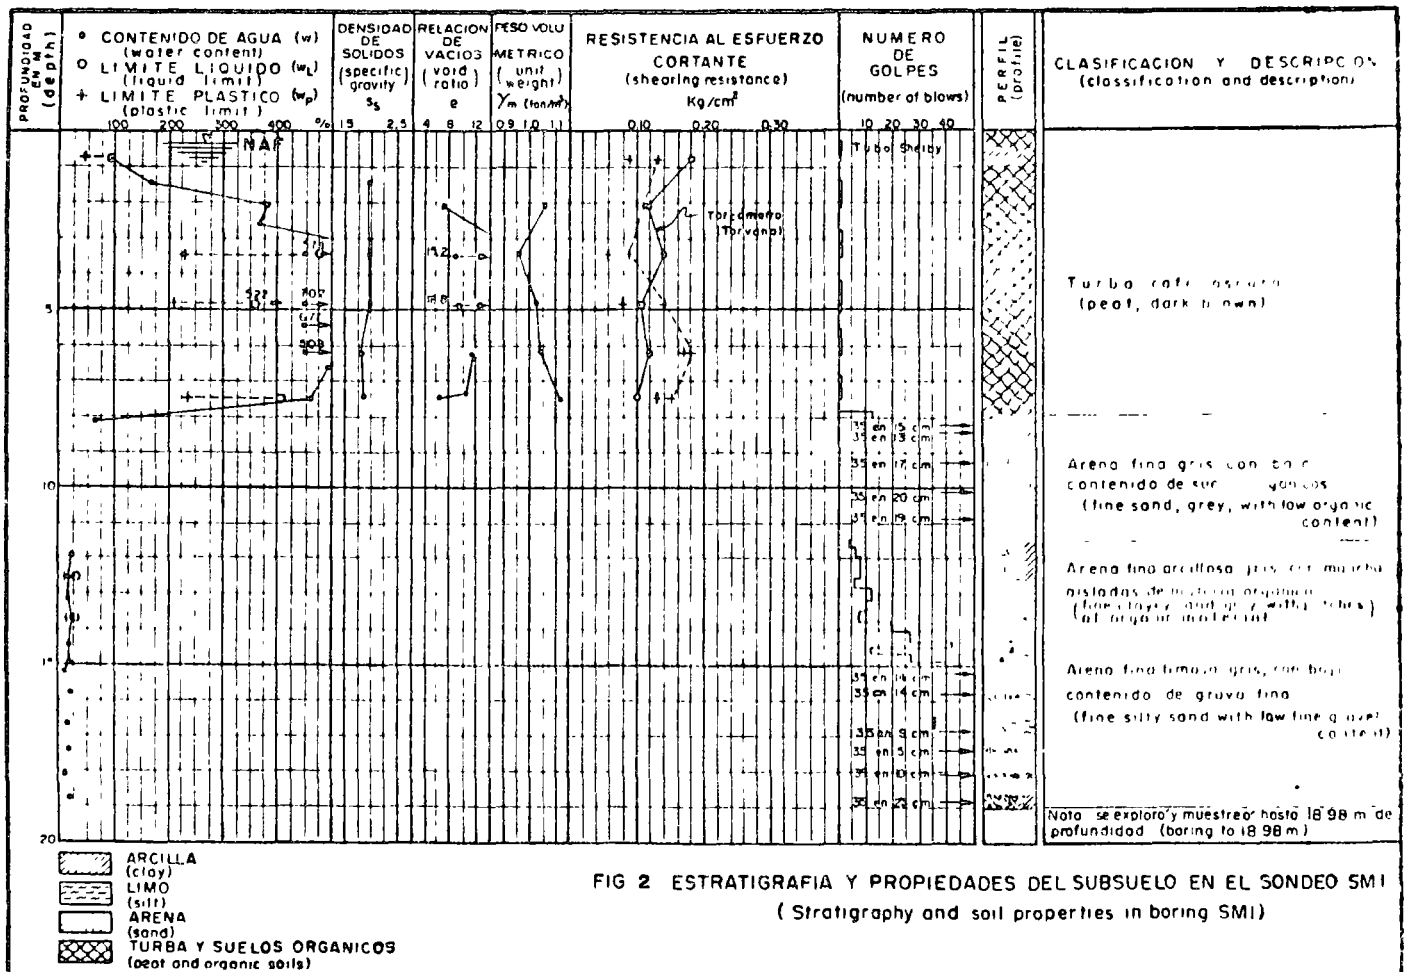 PROFUNDIDAD
EN M
(depth)
• CONTENIDO DE AGUA (w)
(water content)
o LIMITE LIQUIDO (wL)
(liquid limit)
+ LIMITE PLASTICO (wp)
(plastic limit)
100 200 300 400 %
DENSIDAD
DE
SOLIDOS
(specific)
gravity
Ss
1.5 2.5
RELACION
DE
VACIOS
(void
ratio)
e
4 8 12
PESO VOLU
METRICO
(unit
weight)
γm (ton/m³)
0.9 1.0 1.1
RESISTENCIA AL ESFUERZO
CORTANTE
(shearing resistance)
Kg/cm²
0.10 0.20 0.30
NUMERO
DE
GOLPES
(number of blows)
10 20 30 40
PERFIL
(profile)
CLASIFICACION Y DESCRIPCION
(classification and description)
NAF
Tubo Shelby
(Torvane)
5
Turba café
(peat, dark brown)
35 en 15 cm
35 en 13 cm
35 en 17 cm
10
35 en 20 cm
35 en 19 cm
Arena fina gris con
contenido de
(fine sand, grey, with low organic
content)
Arena fina arcillosa gris
aisladas de materia orgánica
of organic material
35 en 14 cm
35 en 14 cm
35 en 9 cm
35 en 5 cm
35 en 10 cm
35 en 22 cm
Arena fina limosa gris, con bajo
contenido de grava fina
(fine silty sand with low fine gravel
content)
20
Nota se exploró y muestreó hasta 18 98 m de
profundidad (boring to 18 98 m)
ARCILLA
(clay)
LIMO
(silt)
ARENA
(sand)
TURBA Y SUELOS ORGANICOS
(peat and organic soils)
FIG 2 ESTRATIGRAFIA Y PROPIEDADES DEL SUBSUELO EN EL SONDEO SM1
(Stratigraphy and soil properties in boring SM1)